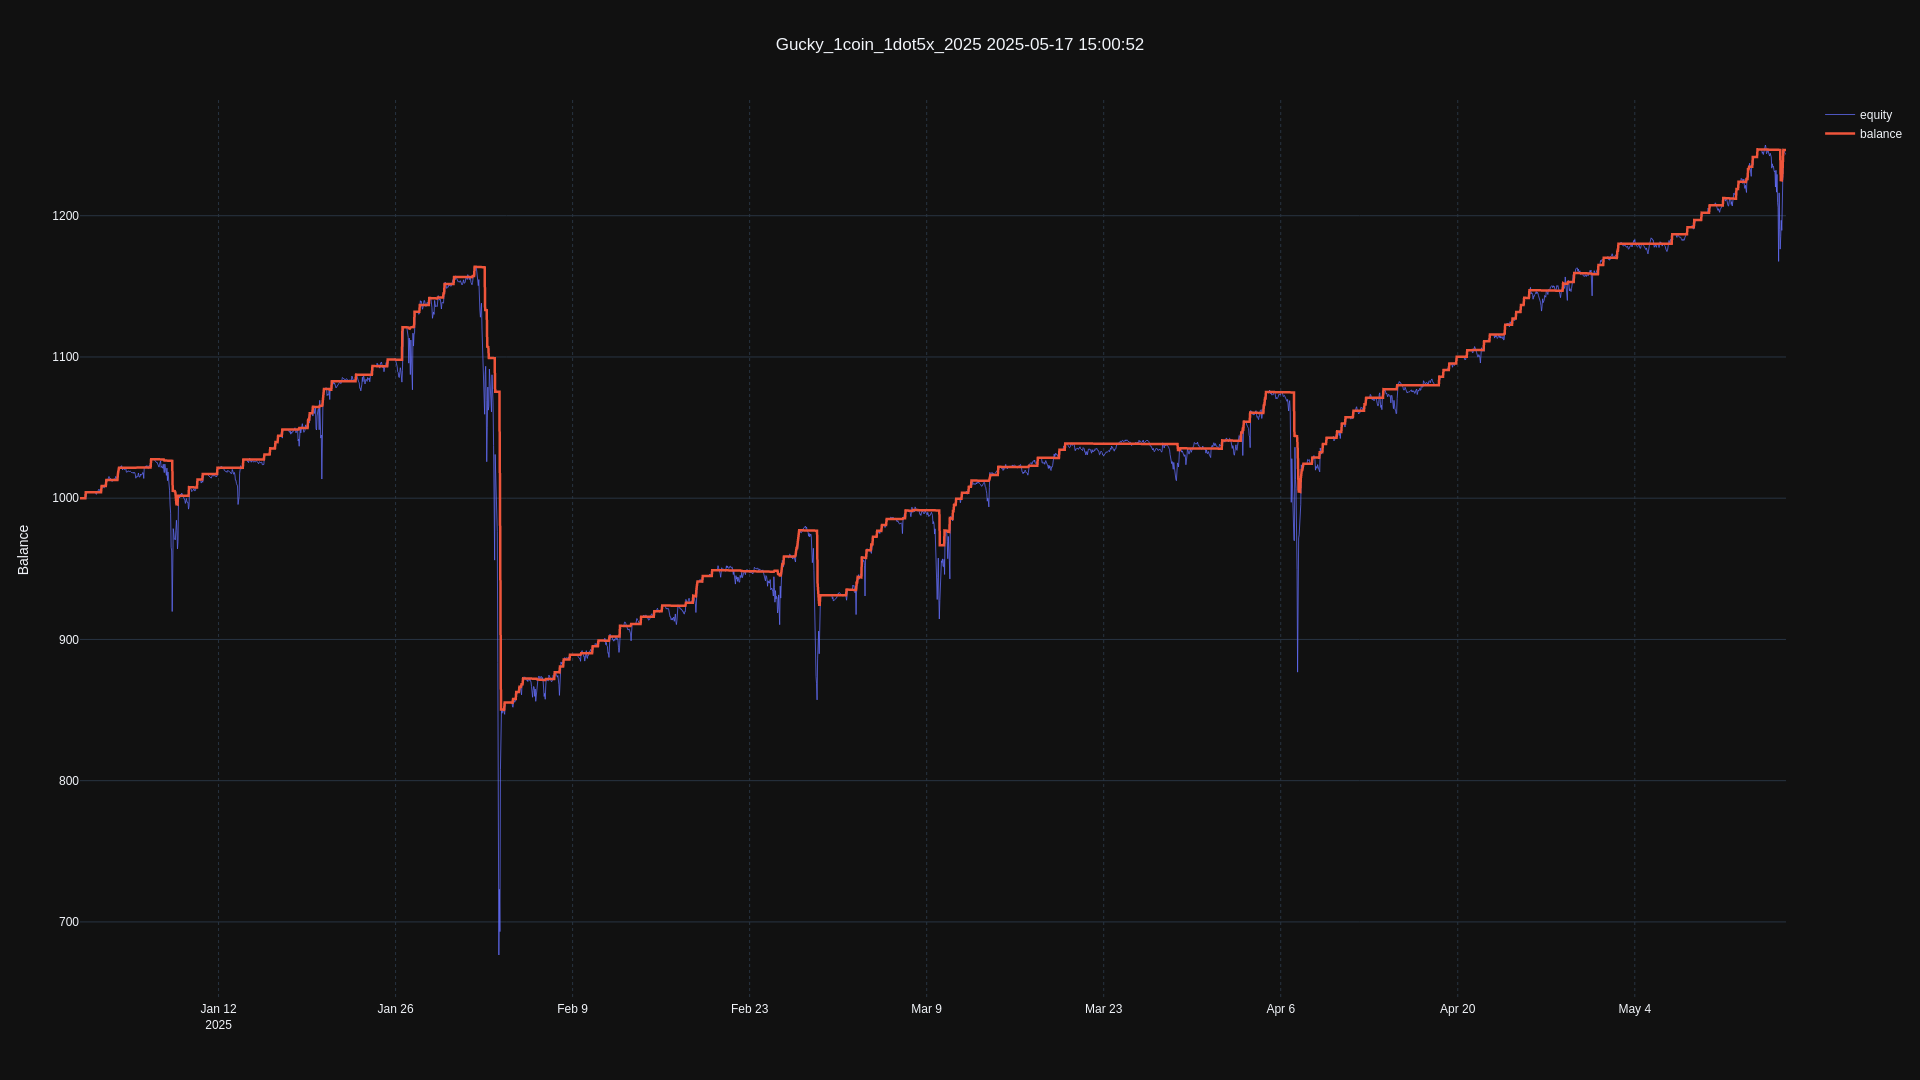 Gucky_1coin_1dot5x_2025 2025-05-17 15:00:52
equity
balance
1200
1100
1000
900
800
700
Balance
Jan 12
2025
Jan 26
Feb 9
Feb 23
Mar 9
Mar 23
Apr 6
Apr 20
May 4